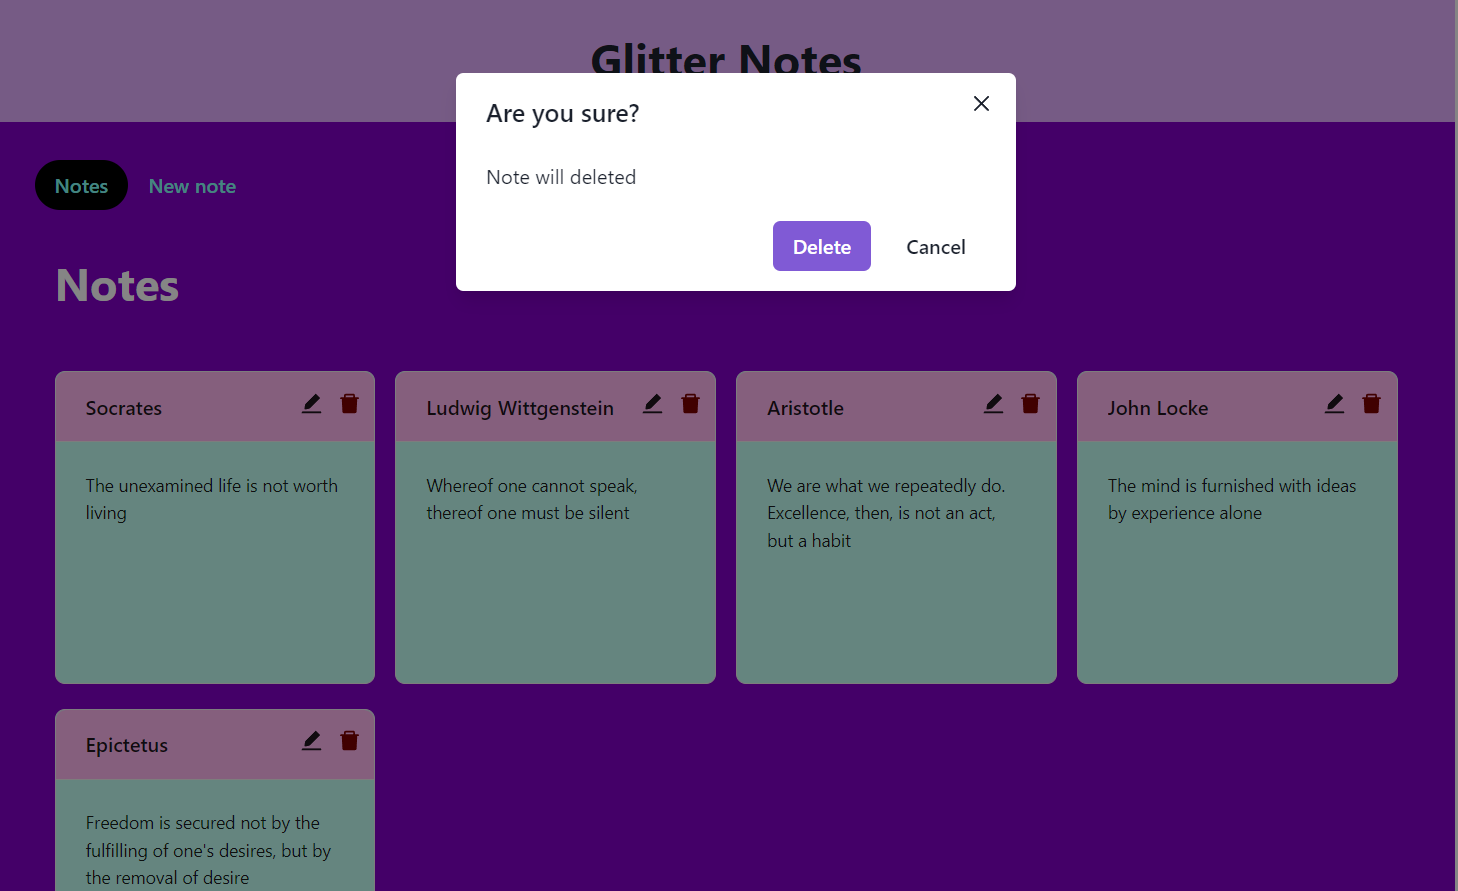 Glitter Notes
Are you sure?
Note will deleted
Delete Cancel
Notes New note
Notes
Socrates
The unexamined life is not worth
living
Ludwig Wittgenstein
Whereof one cannot speak,
thereof one must be silent
Aristotle
We are what we repeatedly do.
Excellence, then, is not an act,
but a habit
John Locke
The mind is furnished with ideas
by experience alone
Epictetus
Freedom is secured not by the
fulfilling of one's desires, but by
the removal of desire